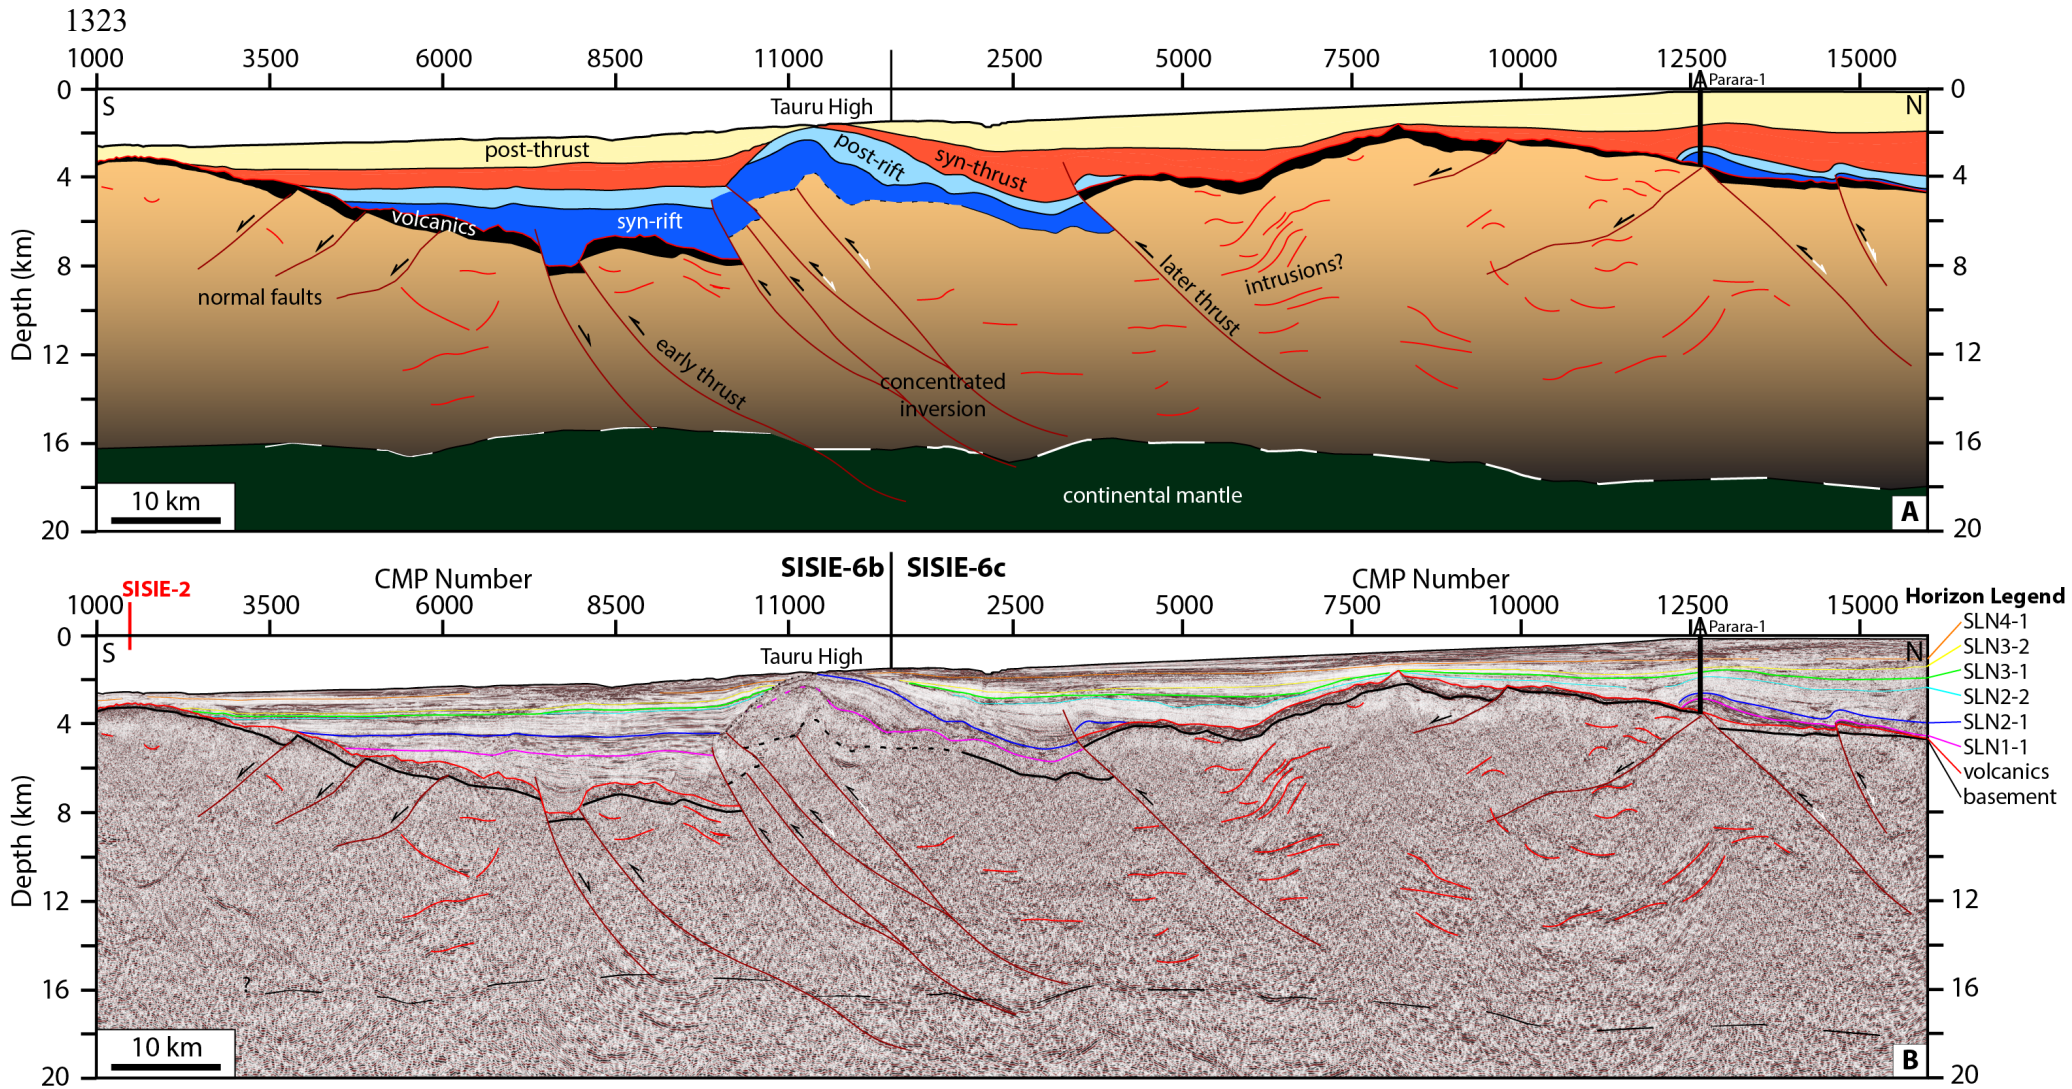 1323
1000 3500 6000 8500 11000 2500 5000 7500 10000 12500 15000
Parara-1
0 0
S Tauru High N
post-thrust
post-rift
syn-thrust
4 4
volcanics
syn-rift
Depth (km)
8 8
normal faults
later thrust
intrusions?
12 12
early thrust
concentrated
inversion
16 16
continental mantle
10 km
A
20 20
SISIE-6b SISIE-6c
SISIE-2
CMP Number CMP Number
1000 3500 6000 8500 11000 2500 5000 7500 10000 12500 15000
Horizon Legend
Parara-1
SLN4-1
0
S Tauru High N
SLN3-2
SLN3-1
SLN2-2
SLN2-1
SLN1-1
volcanics
basement
4
Depth (km)
8
12 12
?
16 16
10 km
B
20 20